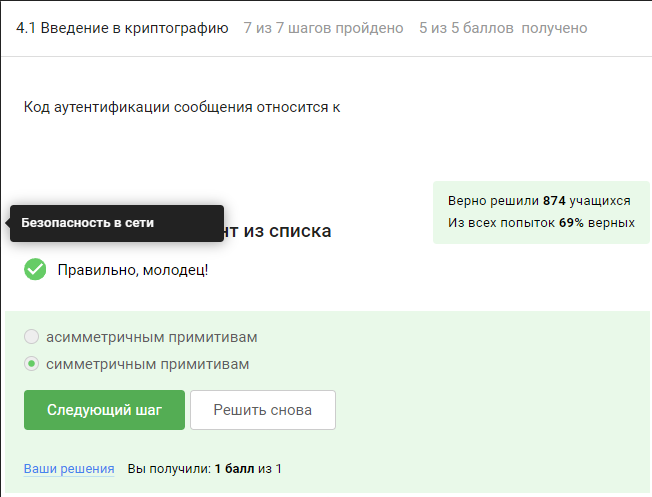 4.1 Введение в криптографию 7 из 7 шагов пройдено 5 из 5 баллов получено
Код аутентификации сообщения относится к
Верно решили 874 учащихся
Из всех попыток 69% верных
Безопасность в сети
нт из списка
Правильно, молодец!
асимметричным примитивам
симметричным примитивам
Следующий шаг Решить снова
Ваши решения Вы получили: 1 балл из 1